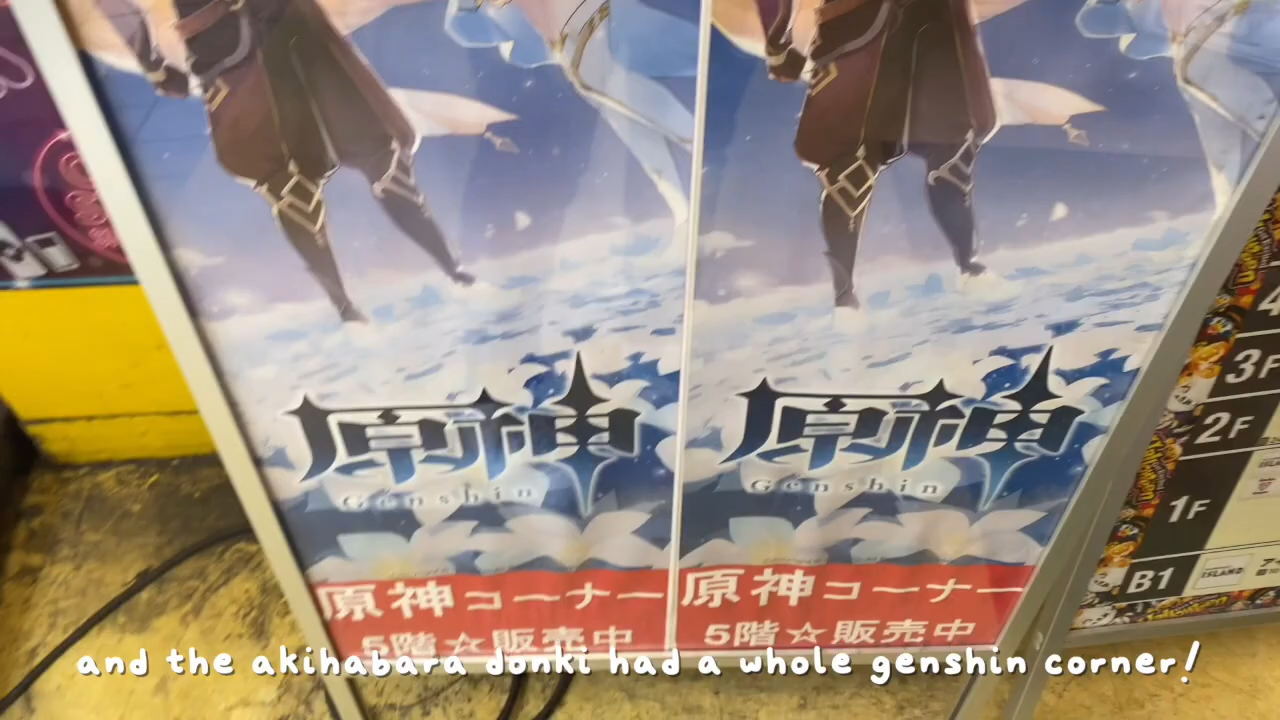 原神
Genshin
原神コーナー
5階☆販売中
原神
Genshin
原神コーナー
5階☆販売中
4
3F
2F
1F
B1
ISLAND
and the akihabara donki had a whole genshin corner!